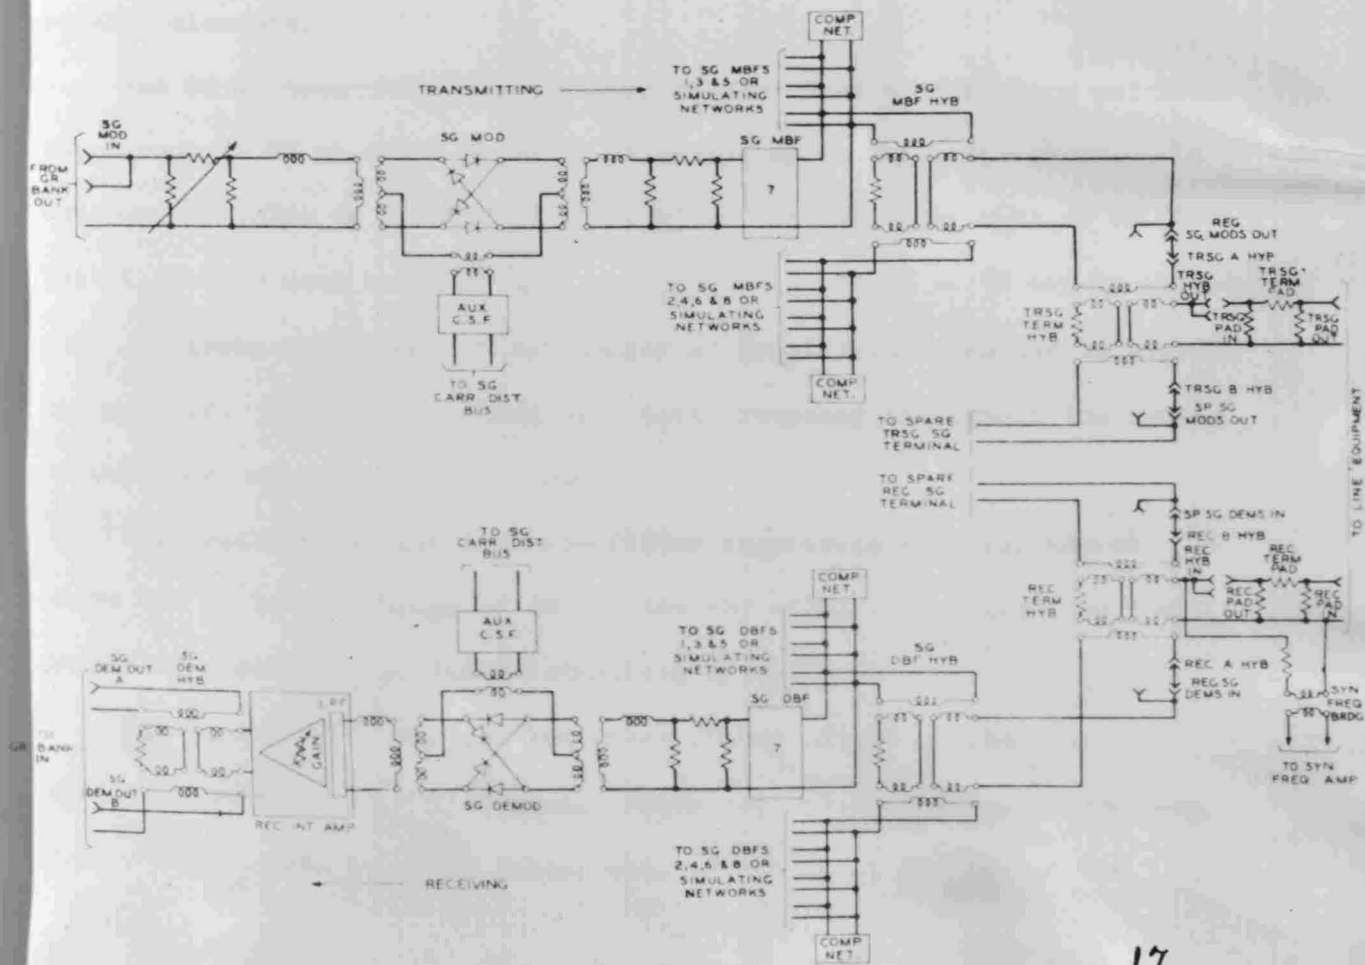 COMP
NET.
TRANSMITTING
TO SG MBFS
1,3 & 5 OR
SIMULATING
NETWORKS
SG
MBF HYB
SG
MOD
IN
FROM
GR
BANK
OUT
SG MOD
SG MBF
7
AUX
C.S.F.
TO SG
CARR DIST.
BUS
TO SG MBFS
2,4,6 & 8 OR
SIMULATING
NETWORKS
COMP
NET.
REG
SG MODS OUT
TRSG A HYP
TRSG
HYB
OUT
TRSG
TERM
PAD
TRSG
PAD
IN
TRSG
PAD
OUT
TRSG
TERM
HYB
TRSG B HYB
SP SG
MODS OUT
TO SPARE
TRSG SG
TERMINAL
TO LINE EQUIPMENT
TO SPARE
REC SG
TERMINAL
SP SG DEMS IN
REC B HYB
REC
HYB
IN
REC
TERM
PAD
REC
PAD
OUT
REC
PAD
IN
REC
TERM
HYB
REC A HYB
REG SG
DEMS IN
SYN
FREQ
BRDG
TO SYN
FREQ AMP
TO SG
CARR DIST.
BUS
AUX
C.S.F.
COMP
NET.
TO SG DBFS
1,3 & 5 OR
SIMULATING
NETWORKS
SG
DBF HYB
SG DBF
7
SG
DEM OUT
A
SG
DEM
HYB
TO
GR BANK
IN
SG
DEM OUT
B
GAIN
REC INT AMP
SG DEMOD
RECEIVING
TO SG DBFS
2,4,6 & 8 OR
SIMULATING
NETWORKS
COMP
NET.
17